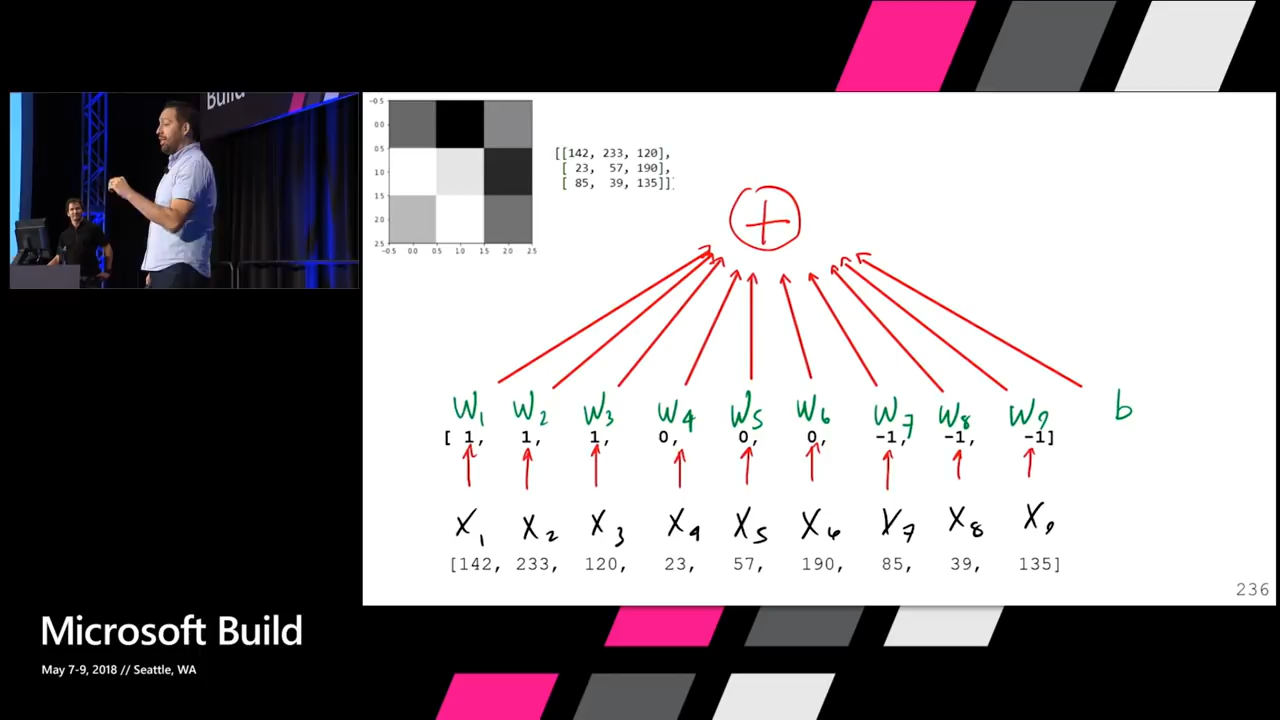 Build
-0.5
0.0
0.5
1.0
1.5
2.0
2.5
-0.5 0.0 0.5 1.0 1.5 2.0 2.5
[[142, 233, 120],
[ 23, 57, 190],
[ 85, 39, 135]]
+
W1 W2 W3 W4 W5 W6 W7 W8 W9 b
[ 1, 1, 1, 0, 0, 0, -1, -1, -1]
X1 X2 X3 X4 X5 X6 X7 X8 X9
[142, 233, 120, 23, 57, 190, 85, 39, 135]
236
Microsoft Build
May 7-9, 2018 // Seattle, WA